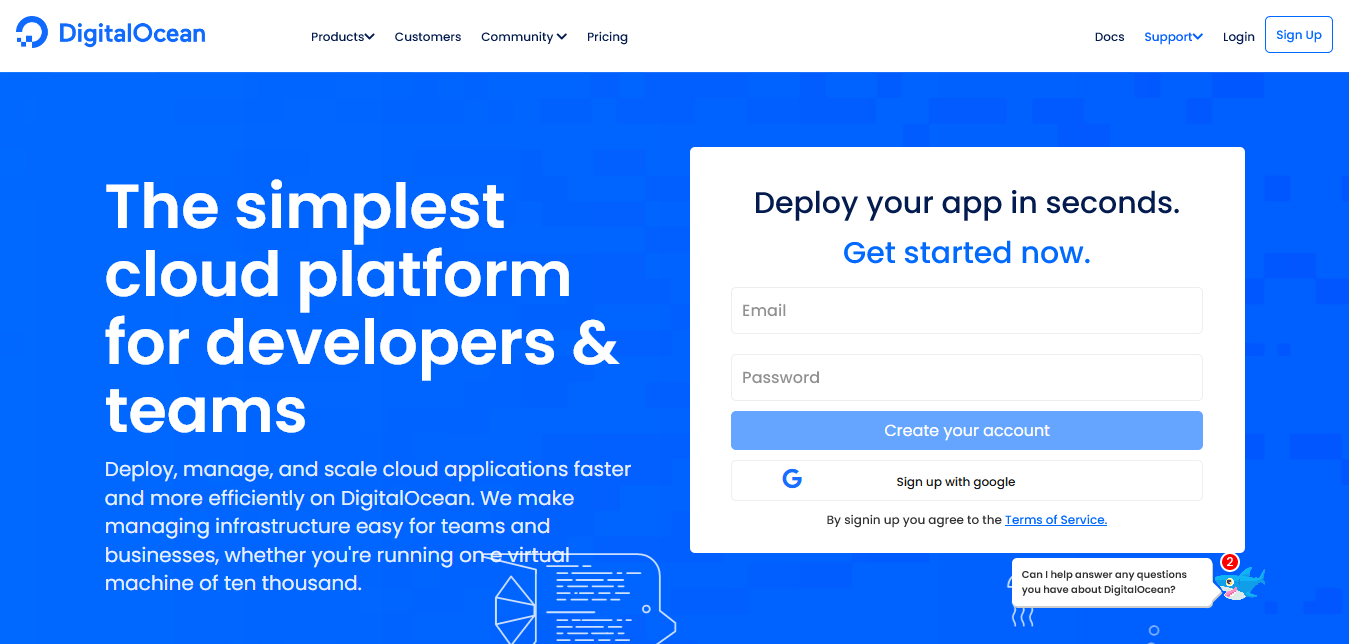 DigitalOcean
Products
Customers
Community
Pricing
Docs
Support
Login
Sign Up
The simplest
cloud platform
for developers &
teams
Deploy, manage, and scale cloud applications faster
and more efficiently on DigitalOcean. We make
managing infrastructure easy for teams and
businesses, whether you're running on e virtual
machine of ten thousand.
Deploy your app in seconds.
Get started now.
Email
Password
Create your account
G
Sign up with google
By signin up you agree to the Terms of Service.
2
Can I help answer any questions
you have about DigitalOcean?